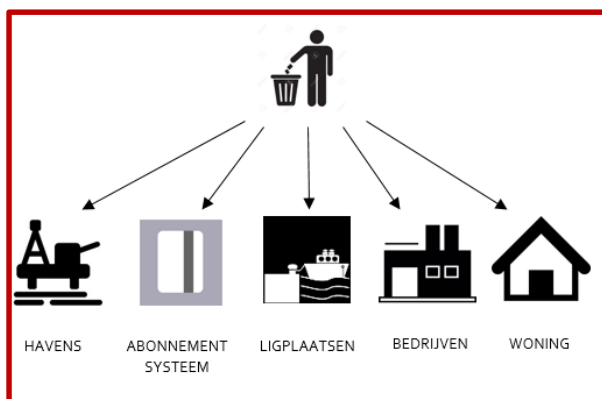 HAVENS
ABONNEMENT
SYSTEEM
LIGPLAATSEN
BEDRIJVEN
WONING